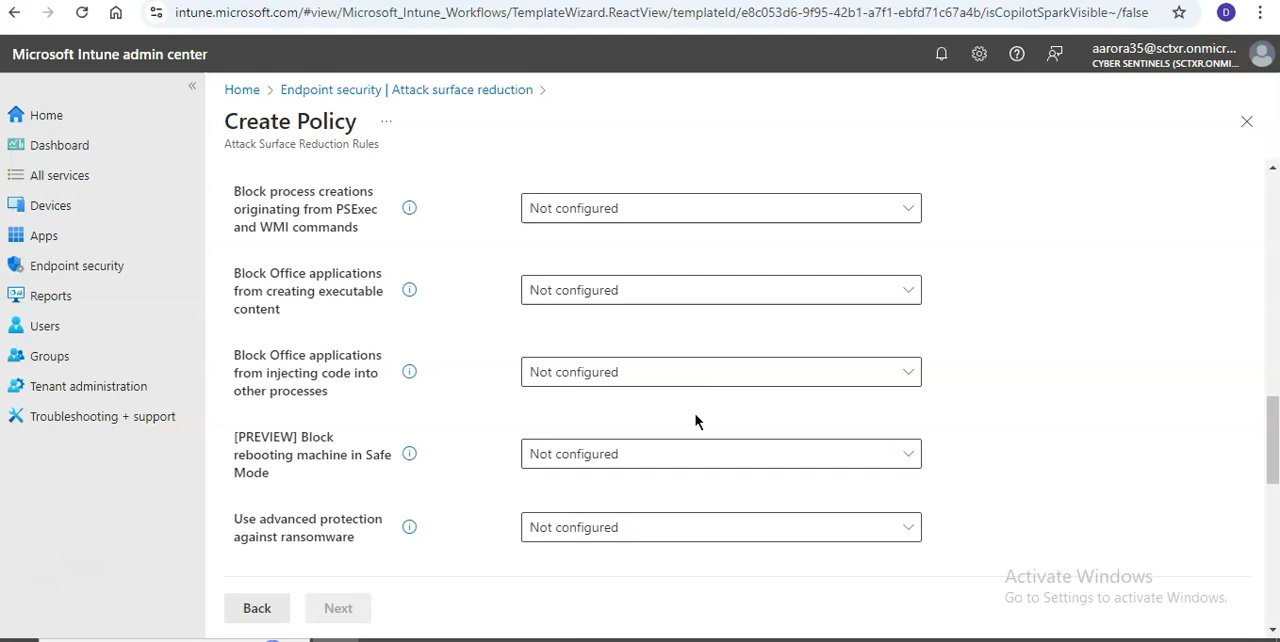 intune.microsoft.com/#view/Microsoft_Intune_Workflows/TemplateWizard.ReactView/templateId/e8c053d6-9f95-42b1-a7f1-ebfd71c67a4b/isCopilotSparkVisible~/false
D
Microsoft Intune admin center
aarora35@sctxr.onmicr...
CYBER SENTINELS (SCTXR.ONMI...
«
Home
Dashboard
All services
Devices
Apps
Endpoint security
Reports
Users
Groups
Tenant administration
Troubleshooting + support
Home > Endpoint security | Attack surface reduction >
Create Policy ...
Attack Surface Reduction Rules
Block process creations
originating from PSExec
and WMI commands
Not configured
Block Office applications
from creating executable
content
Not configured
Block Office applications
from injecting code into
other processes
Not configured
[PREVIEW] Block
rebooting machine in Safe
Mode
Not configured
Use advanced protection
against ransomware
Not configured
Back
Next
Activate Windows
Go to Settings to activate Windows.